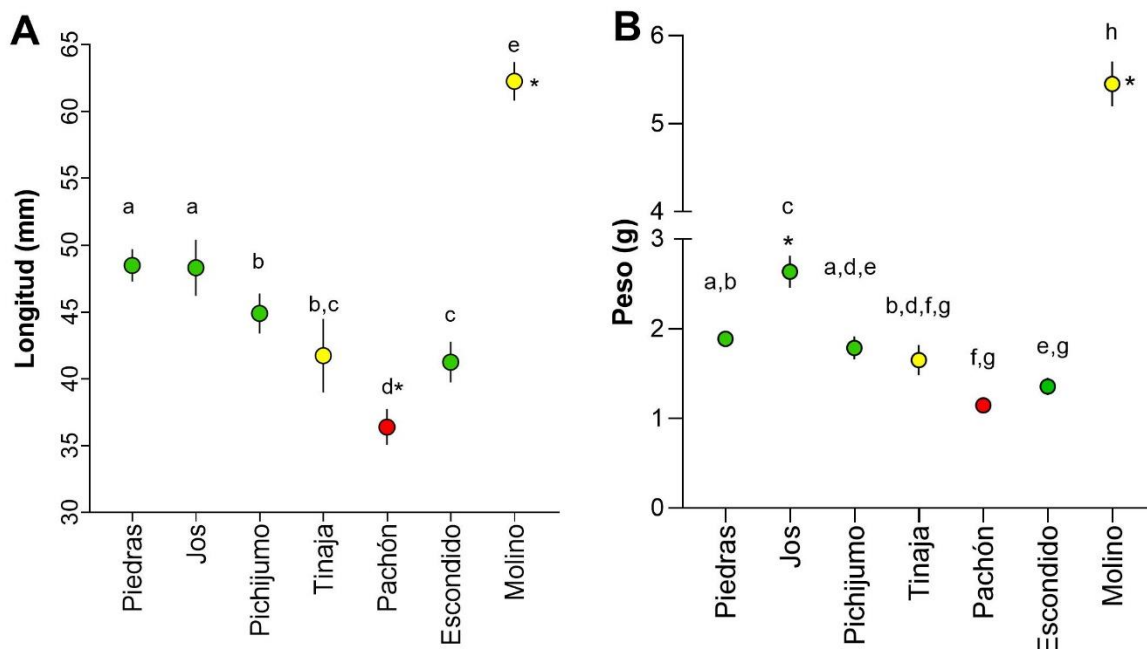 A
Longitud (mm)
65
60
55
50
45
40
35
30
a
a
b
b,c
d*
c
e
*
Piedras
Jos
Pichijumo
Tinaja
Pachón
Escondido
Molino
B
Peso (g)
6
5
4
3
2
1
0
a,b
c
*
a,d,e
b,d,f,g
f,g
e,g
h
*
Piedras
Jos
Pichijumo
Tinaja
Pachón
Escondido
Molino